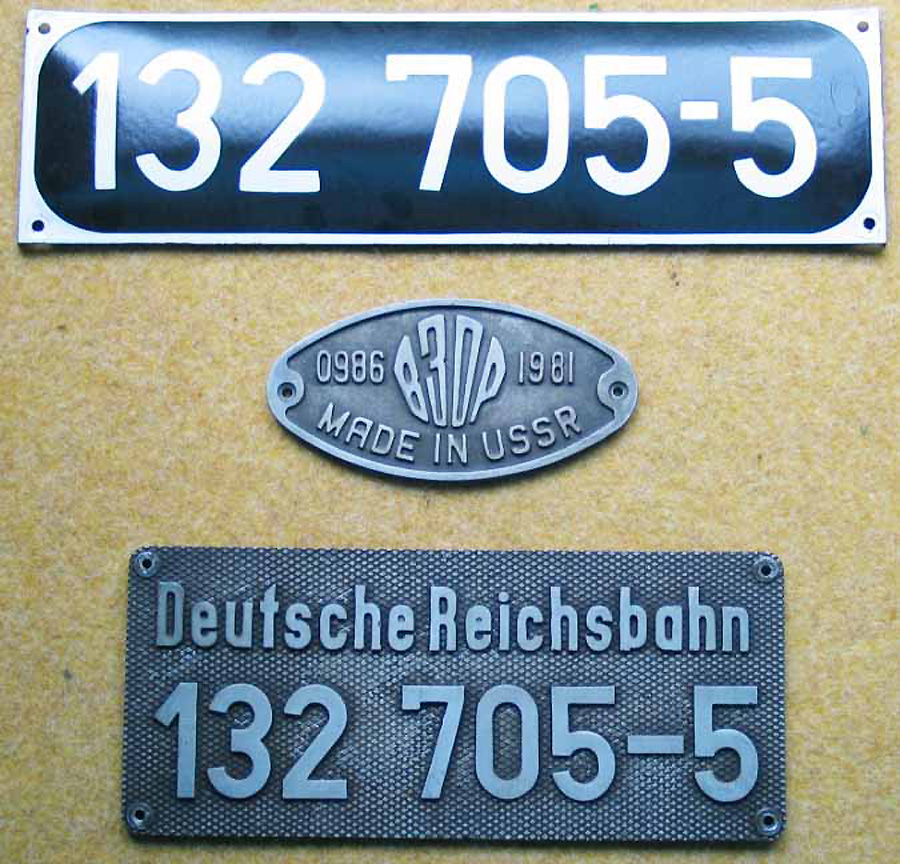 132 705-5
0986 ВЗОР 1981
MADE IN USSR
Deutsche Reichsbahn
132 705-5